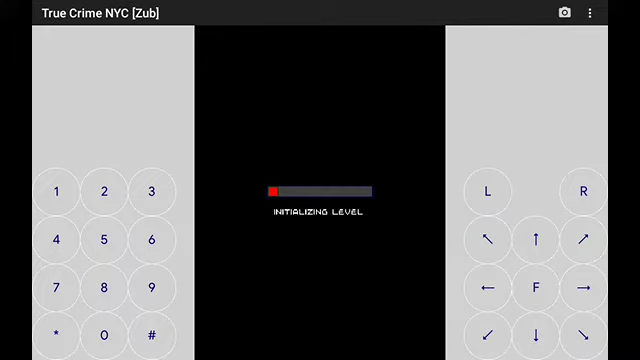 True Crime NYC [Zub]
INITIALIZING LEVEL
1 2 3
4 5 6
7 8 9
* 0 #
L R
↖ ↑ ↗
← F →
↙ ↓ ↘